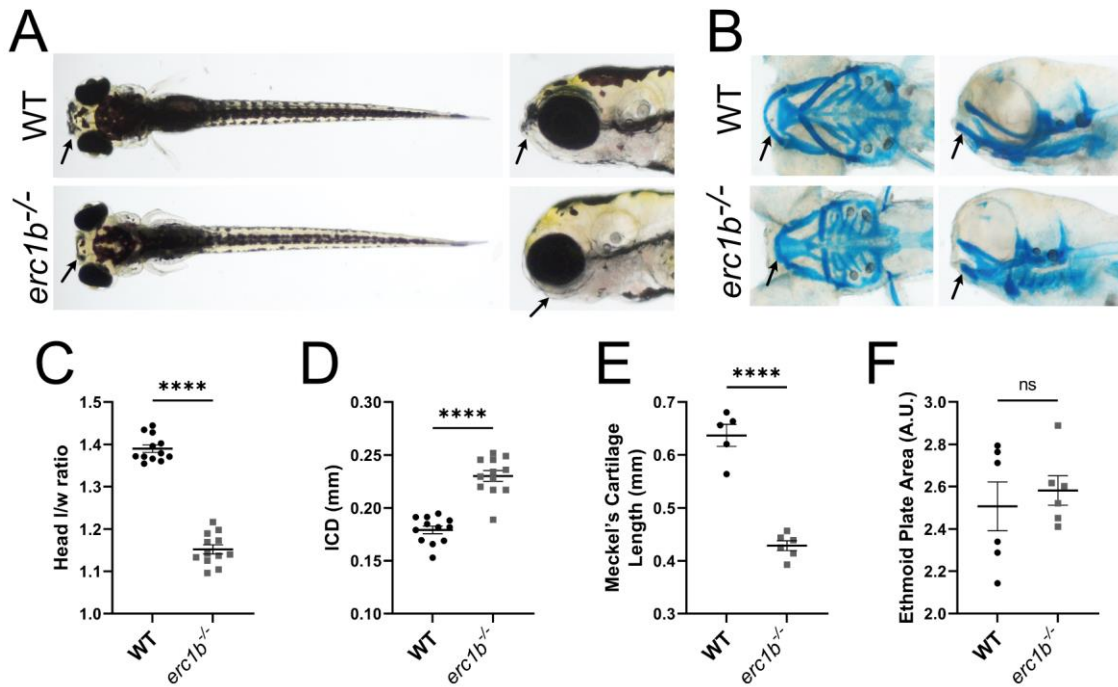 A
B
WT
WT
erc1b-/-
erc1b-/-
C
D
E
F
****
****
****
ns
Head l/w ratio
1.5
1.4
1.3
1.2
1.1
1.0
WT
erc1b-/-
ICD (mm)
0.30
0.25
0.20
0.15
0.10
WT
erc1b-/-
Meckel's Cartilage
Length (mm)
0.7
0.6
0.5
0.4
0.3
WT
erc1b-/-
Ethmoid Plate Area (A.U.)
3.0
2.8
2.6
2.4
2.2
2.0
WT
erc1b-/-